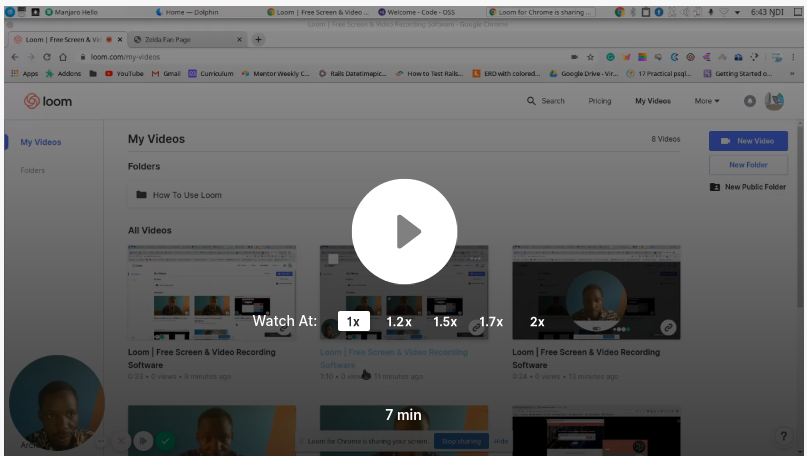 Manjaro Hello
Home — Dolphin
Loom | Free Screen & Video ...
Welcome - Code - OSS
Loom for Chrome is sharing ...
6:43 ṆDI
Loom | Free Screen & Video Recording Software - Google Chrome
Loom | Free Screen & Vi
Zelda Fan Page
loom.com/my-videos
Apps
Addons
YouTube
Gmail
Curriculum
Mentor Weekly C...
Rails Datetimepic...
How to Test Rails...
ERD with colored...
Google Drive - Vir...
17 Practical psql...
Getting Started o...
loom
Search
Pricing
My Videos
More
My Videos
Folders
My Videos
8 Videos
New Video
New Folder
New Public Folder
Folders
How To Use Loom
All Videos
Watch At:
1x
1.2x
1.5x
1.7x
2x
Loom | Free Screen & Video Recording
Software
0:33 • 0 views • 9 minutes ago
Loom | Free Screen & Video Recording
Software
1:10 • 0 views 11 minutes ago
Loom | Free Screen & Video Recording
Software
0:24 • 0 views • 13 minutes ago
7 min
Loom for Chrome is sharing your screen.
Stop sharing
Hide
?